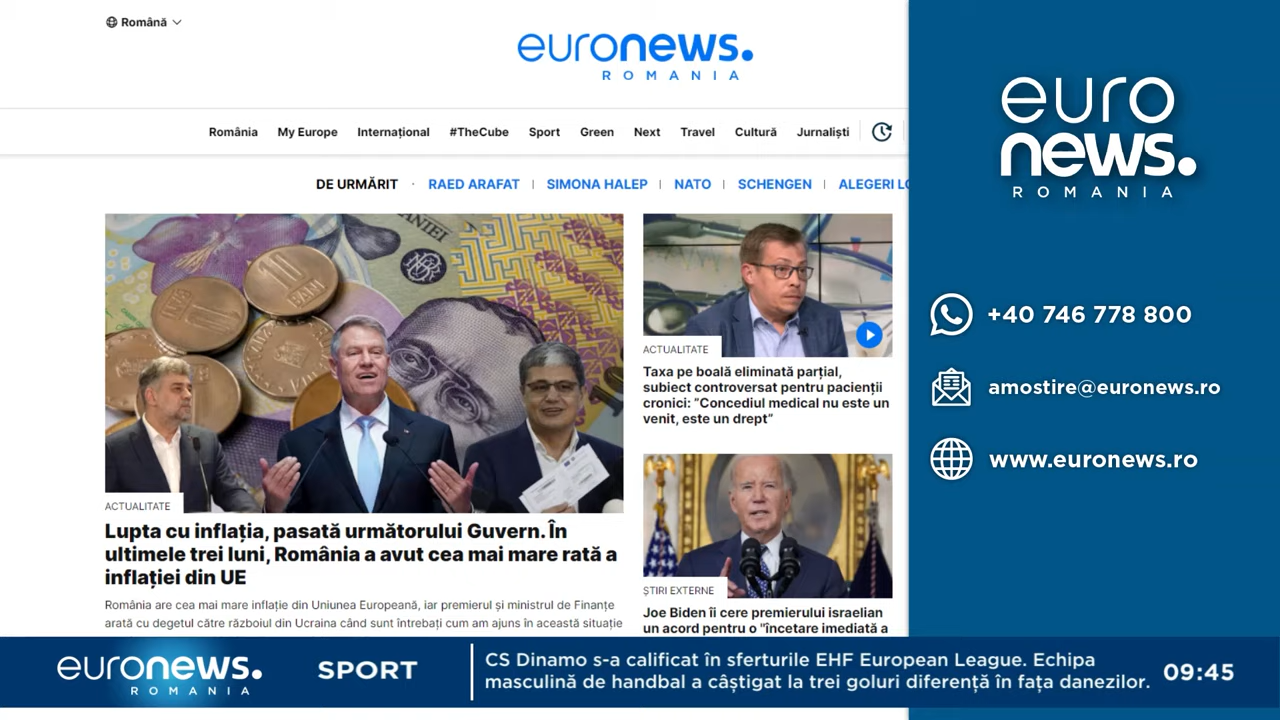 Română
euronews.
ROMANIA
România My Europe Internațional #TheCube Sport Green Next Travel Cultură Jurnaliști
DE URMĂRIT · RAED ARAFAT | SIMONA HALEP | NATO | SCHENGEN | ALEGERI LO
ANIEI
10
BANI
ACTUALITATE
Lupta cu inflația, pasată următorului Guvern. În
ultimele trei luni, România a avut cea mai mare rată a
inflației din UE
România are cea mai mare inflație din Uniunea Europeană, iar premierul și ministrul de Finanțe
arată cu degetul către războiul din Ucraina când sunt întrebați cum am ajuns în această situație
ACTUALITATE
Taxa pe boală eliminată parțial,
subiect controversat pentru pacienții
cronici: ”Concediul medical nu este un
venit, este un drept”
ȘTIRI EXTERNE
Joe Biden îi cere premierului israelian
un acord pentru o "încetare imediată a
euro
news.
ROMANIA
+40 746 778 800
amostire@euronews.ro
www.euronews.ro
euronews.
ROMANIA
SPORT
CS Dinamo s-a calificat în sferturile EHF European League. Echipa
masculină de handbal a câștigat la trei goluri diferență în fața danezilor.
09:45